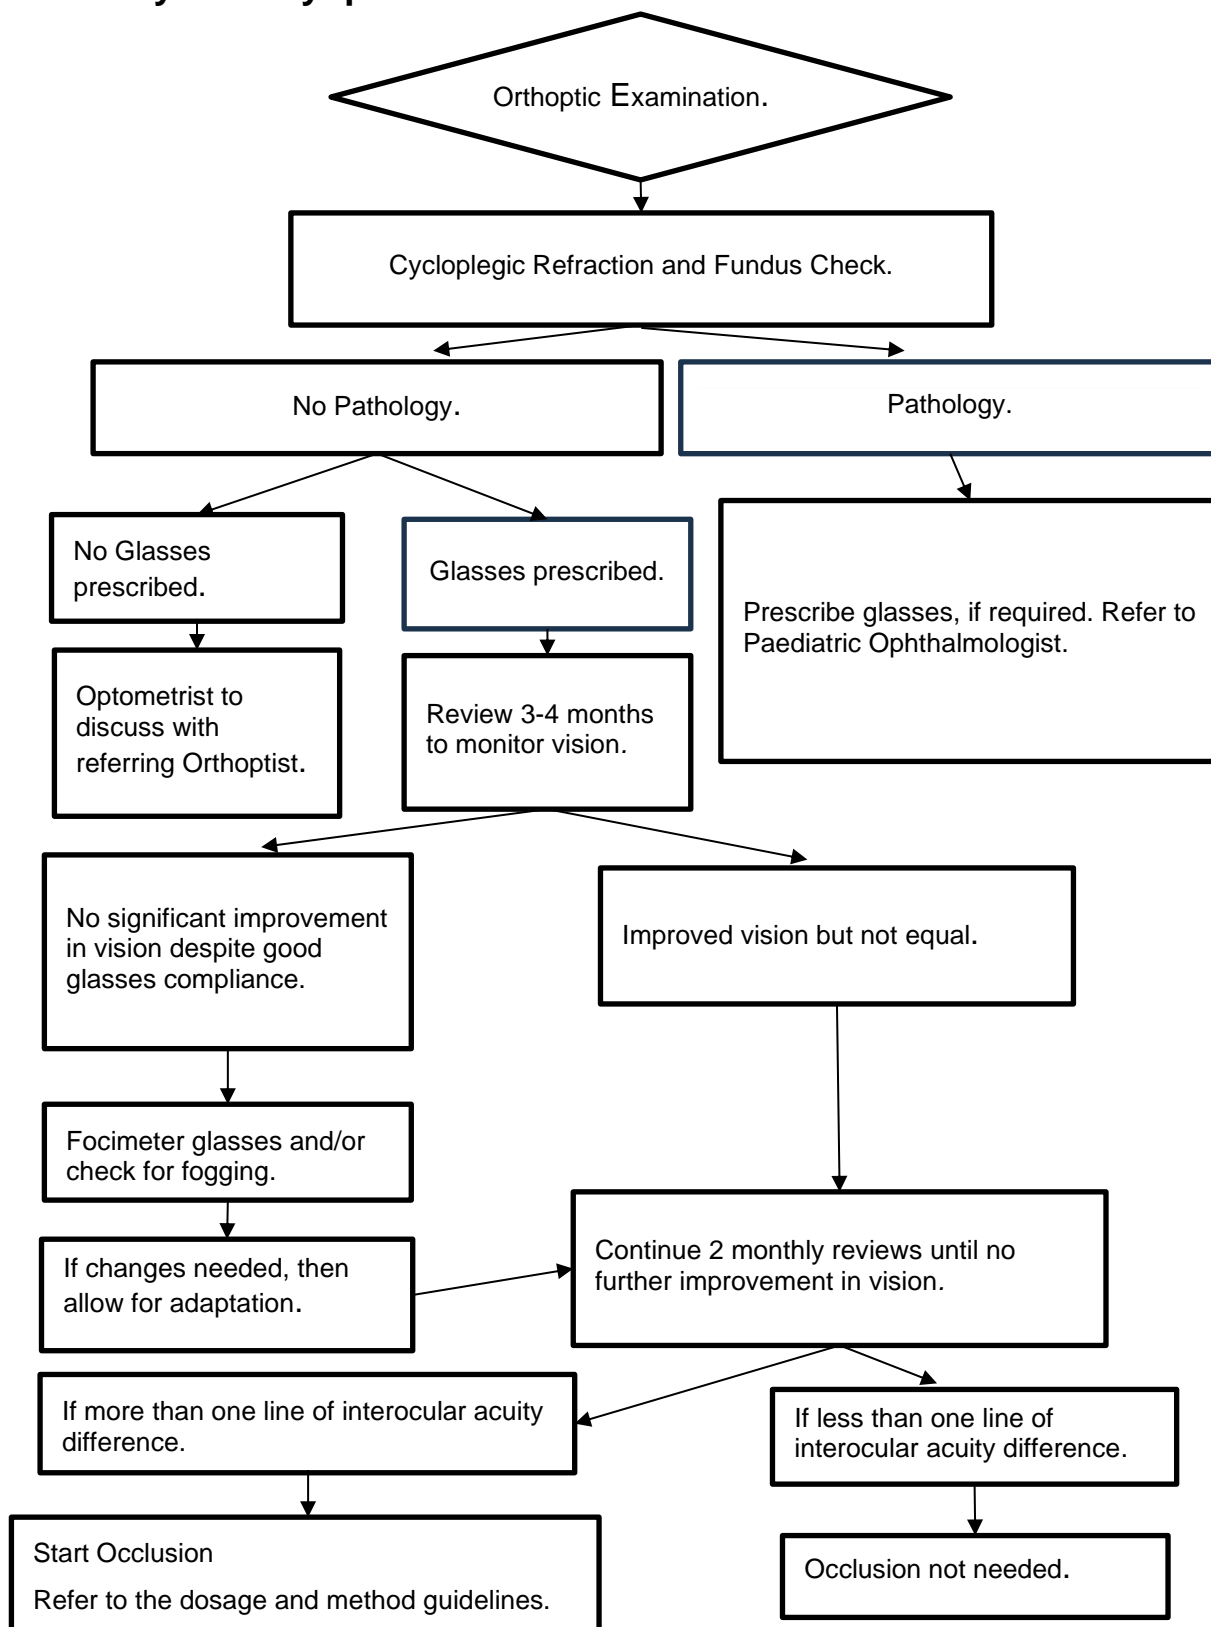 Orthoptic Examination.
Cycloplegic Refraction and Fundus Check.
No Pathology.
Pathology.
No Glasses
prescribed.
Glasses prescribed.
Prescribe glasses, if required. Refer to
Paediatric Ophthalmologist.
Optometrist to
discuss with
referring Orthoptist.
Review 3-4 months
to monitor vision.
No significant improvement
in vision despite good
glasses compliance.
Improved vision but not equal.
Focimeter glasses and/or
check for fogging.
If changes needed, then
allow for adaptation.
Continue 2 monthly reviews until no
further improvement in vision.
If more than one line of interocular acuity
difference.
If less than one line of
interocular acuity difference.
Start Occlusion
Refer to the dosage and method guidelines.
Occlusion not needed.